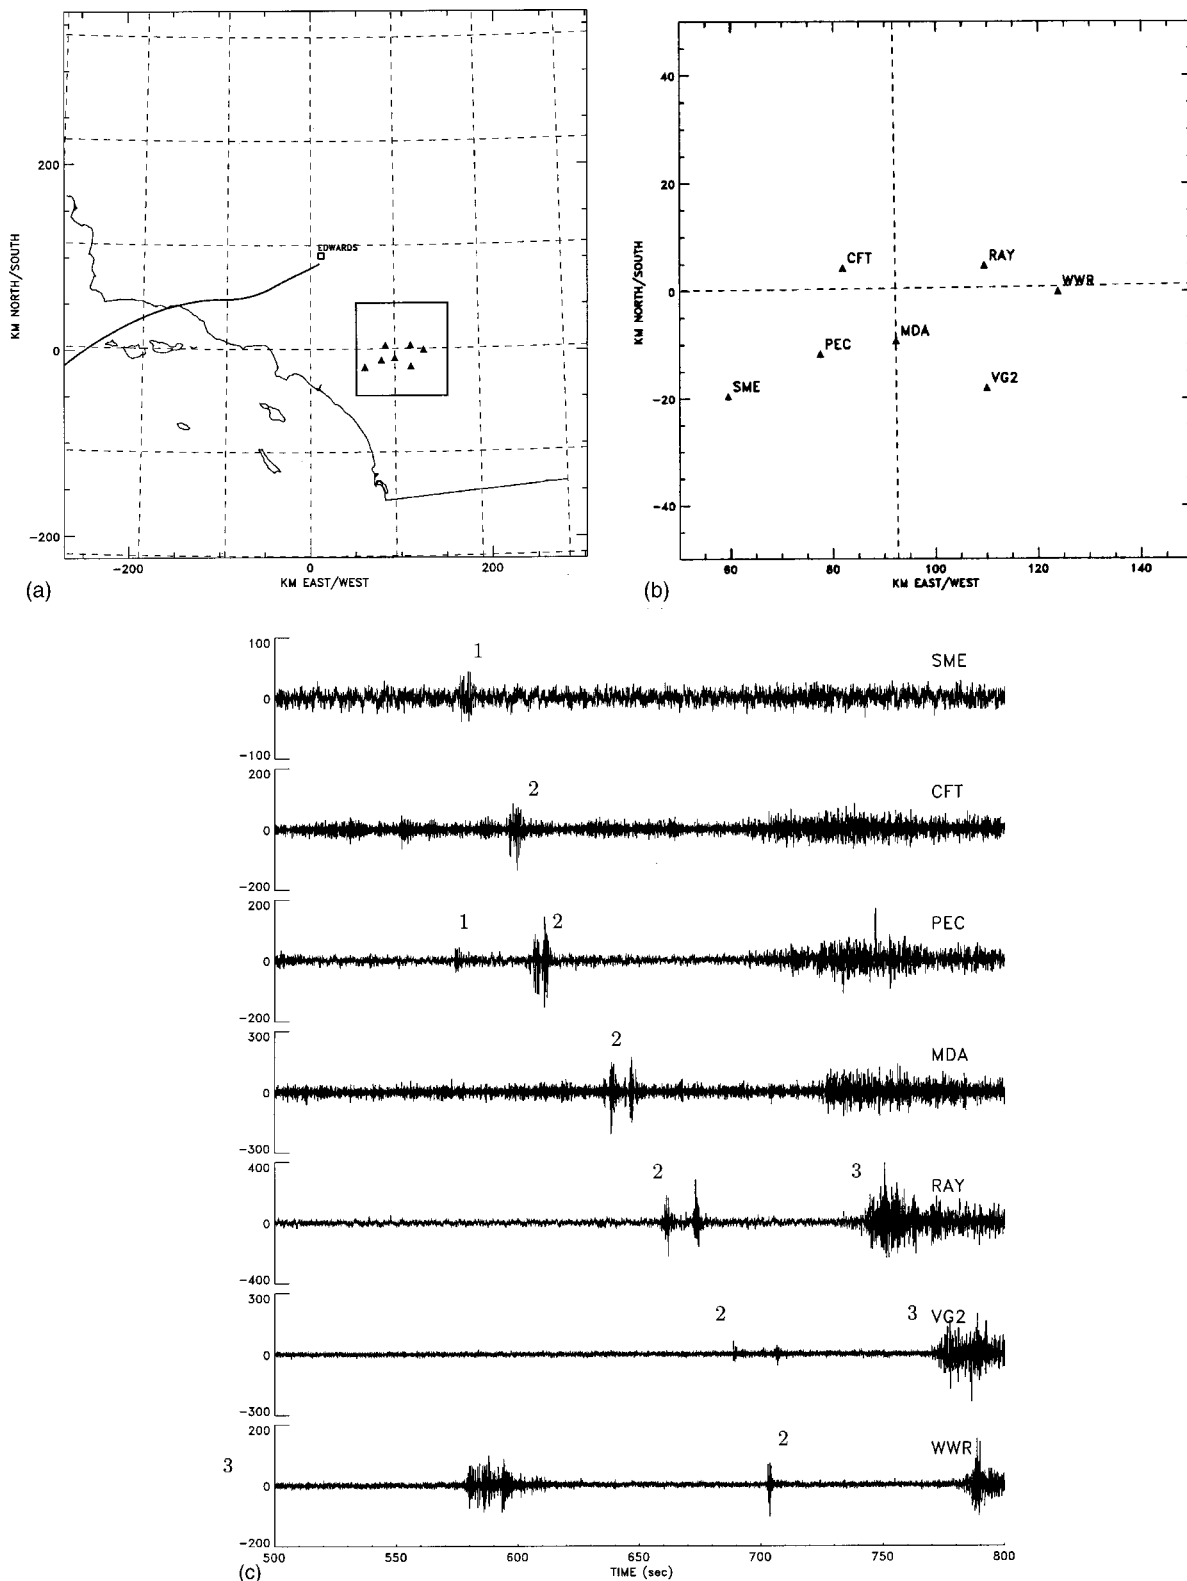 200
0
-200
KM NORTH/SOUTH
EDWARDS
-200
0
200
KM EAST/WEST
(a)
40
20
0
-20
-40
KM NORTH/SOUTH
CFT
RAY
WWR
MDA
PEC
SME
VG2
60
80
100
120
140
KM EAST/WEST
(b)
100
0
-100
1
SME
200
0
-200
2
CFT
200
0
-200
1
2
PEC
300
0
-300
2
MDA
400
0
-400
2
3
RAY
300
0
-300
2
3
VG2
200
0
-200
3
2
WWR
500
550
600
650
700
750
800
TIME (sec)
(c)